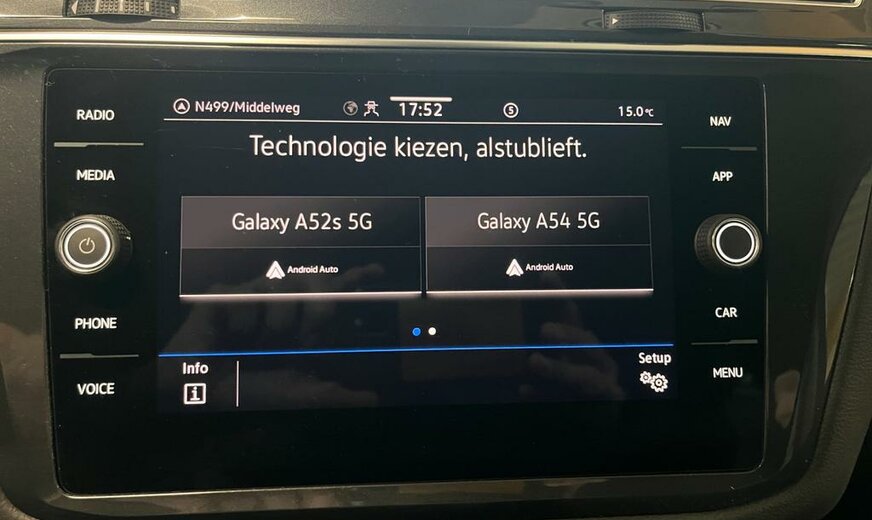 RADIO
MEDIA
PHONE
VOICE
N499/Middelweg
17:52
5
15.0°C
Technologie kiezen, alstublieft.
Galaxy A52s 5G
Android Auto
Galaxy A54 5G
Android Auto
Info
i
Setup
NAV
APP
CAR
MENU